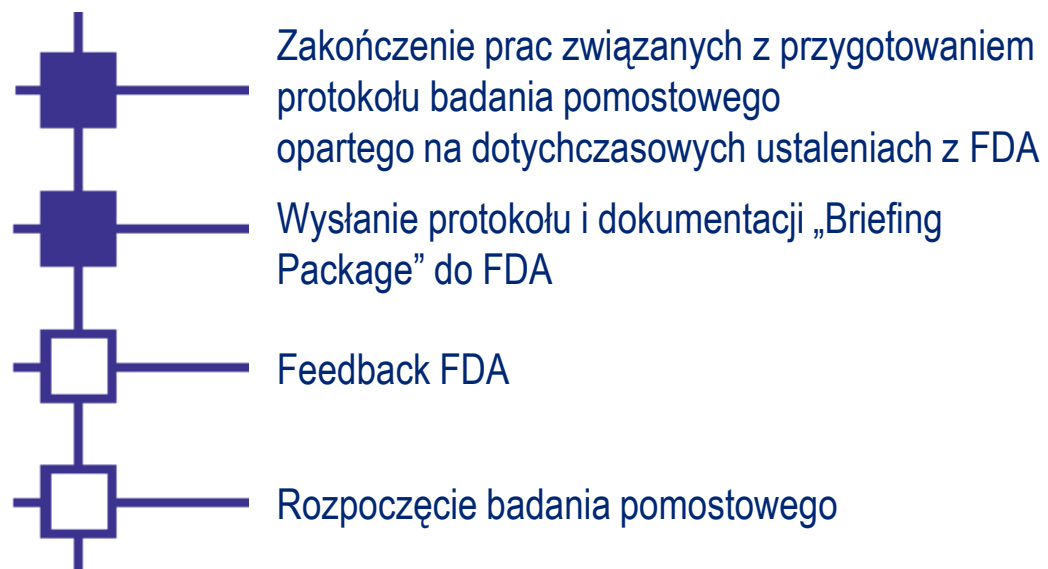 Zakończenie prac związanych z przygotowaniem
protokołu badania pomostowego
opartego na dotychczasowych ustaleniach z FDA
Wysłanie protokołu i dokumentacji „Briefing
Package” do FDA
Feedback FDA
Rozpoczęcie badania pomostowego